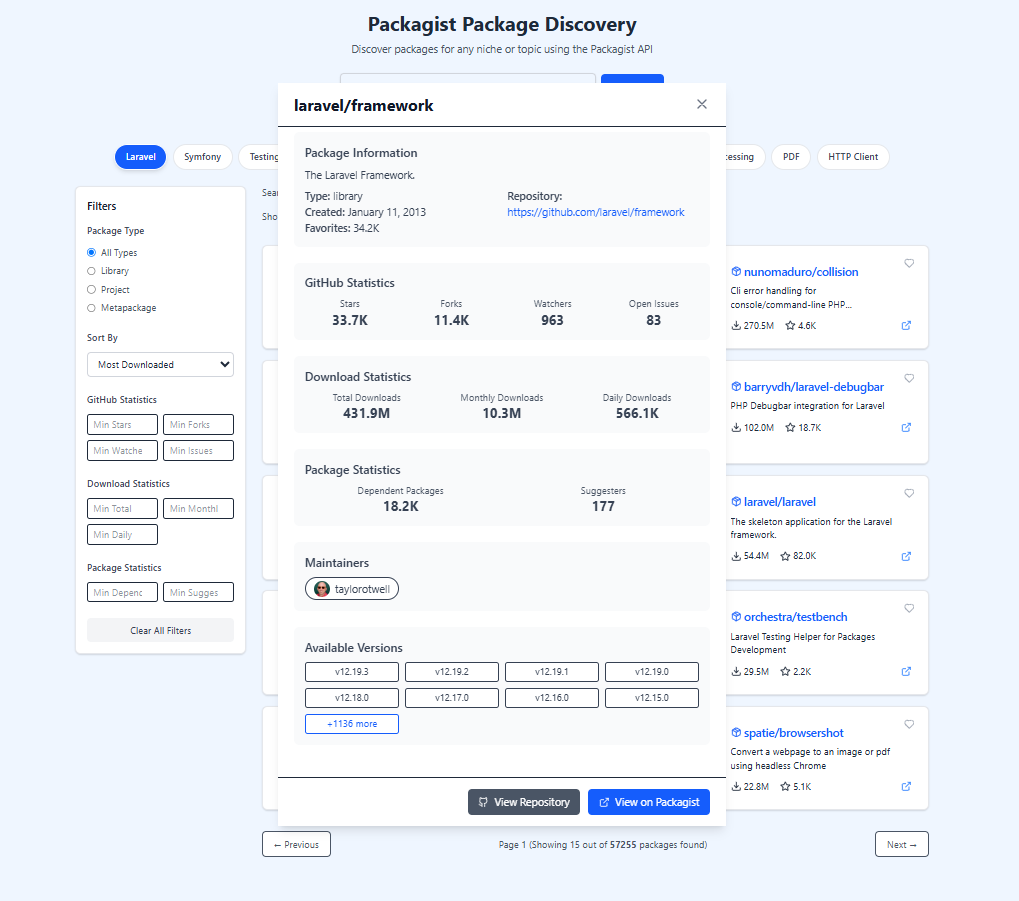 Packagist Package Discovery
Discover packages for any niche or topic using the Packagist API
laravel/framework
Laravel
Symfony
Testing
essing
PDF
HTTP Client
Filters
Package Type
All Types
Library
Project
Metapackage
Sort By
Most Downloaded
GitHub Statistics
Min Stars
Min Forks
Min Watche
Min Issues
Download Statistics
Min Total
Min Monthl
Min Daily
Package Statistics
Min Depend
Min Sugges
Clear All Filters
Sear
Sho
Package Information
The Laravel Framework.
Type: library
Created: January 11, 2013
Favorites: 34.2K
Repository:
https://github.com/laravel/framework
GitHub Statistics
Stars
33.7K
Forks
11.4K
Watchers
963
Open Issues
83
Download Statistics
Total Downloads
431.9M
Monthly Downloads
10.3M
Daily Downloads
566.1K
Package Statistics
Dependent Packages
18.2K
Suggesters
177
Maintainers
taylorotwell
Available Versions
v12.19.3
v12.19.2
v12.19.1
v12.19.0
v12.18.0
v12.17.0
v12.16.0
v12.15.0
+1136 more
View Repository
View on Packagist
nunomaduro/collision
Cli error handling for
console/command-line PHP...
270.5M
4.6K
barryvdh/laravel-debugbar
PHP Debugbar integration for Laravel
102.0M
18.7K
laravel/laravel
The skeleton application for the Laravel
framework.
54.4M
82.0K
orchestra/testbench
Laravel Testing Helper for Packages
Development
29.5M
2.2K
spatie/browsershot
Convert a webpage to an image or pdf
using headless Chrome
22.8M
5.1K
← Previous
Page 1 (Showing 15 out of 57255 packages found)
Next →